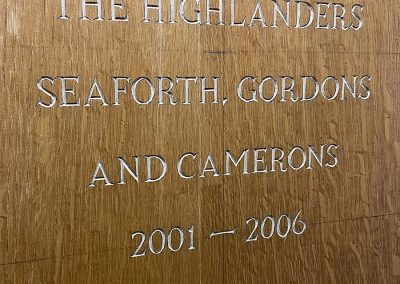 THE HIGHLANDERS
SEAFORTH, GORDONS
AND CAMERONS
2001 — 2006